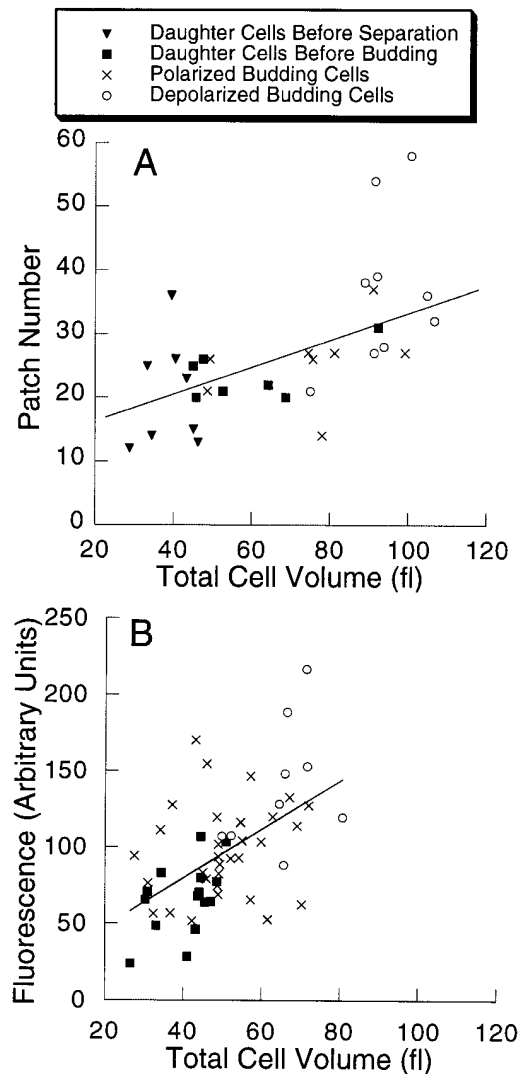 Daughter Cells Before Separation
Daughter Cells Before Budding
Polarized Budding Cells
Depolarized Budding Cells
A
60
50
40
30
20
10
0
Patch Number
20 40 60 80 100 120
Total Cell Volume (fl)
B
250
200
150
100
50
0
Fluorescence (Arbitrary Units)
20 40 60 80 100 120
Total Cell Volume (fl)